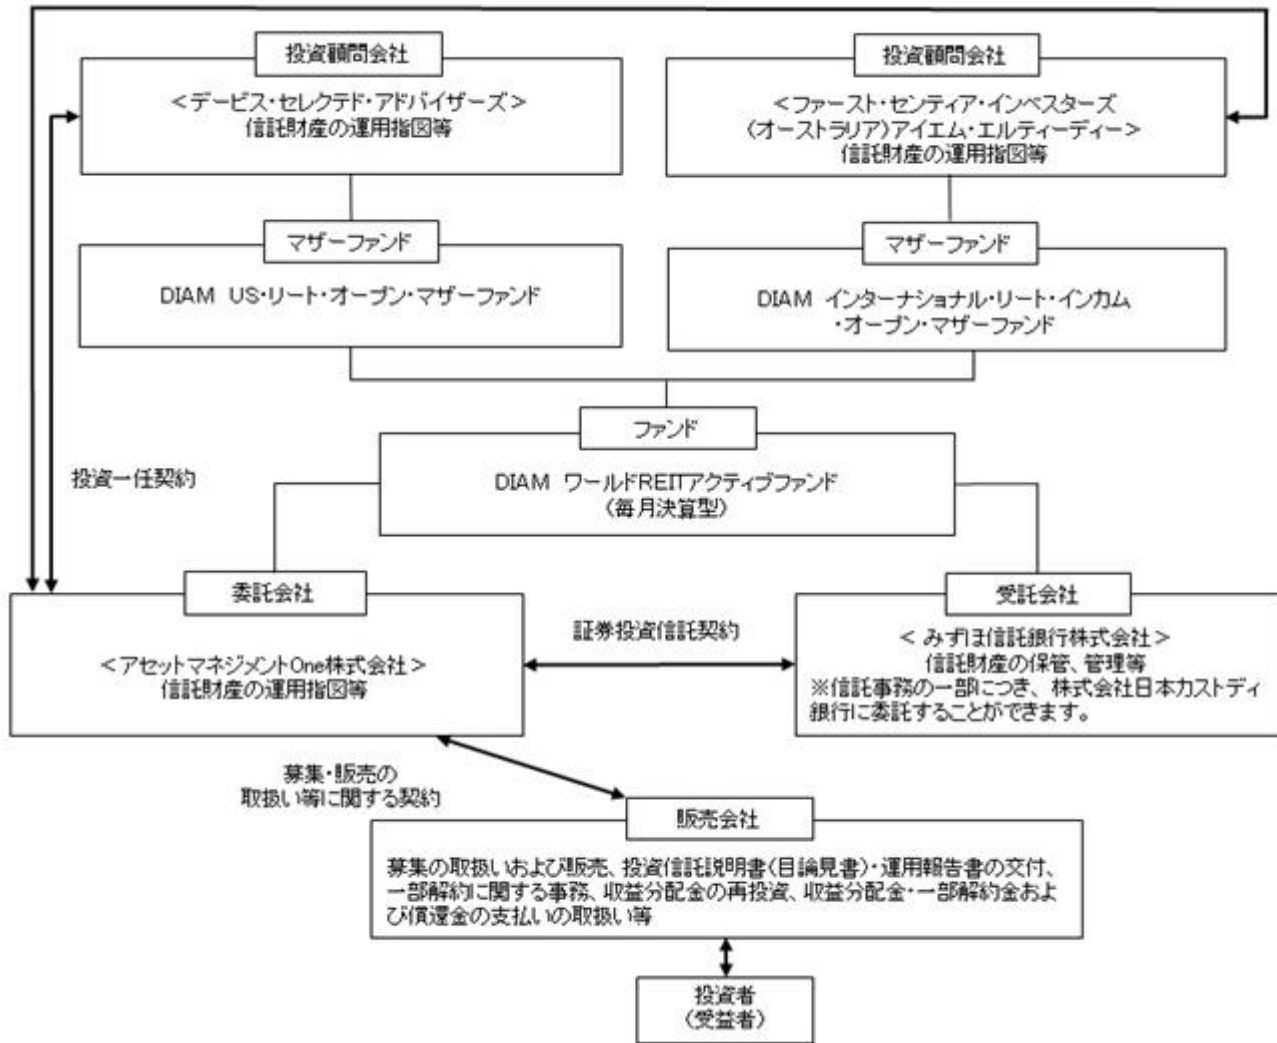 投資顧問会社
＜デービス・セレクテド・アドバイザーズ＞
信託財産の運用指図等
投資顧問会社
＜ファースト・センティア・インベスターズ
（オーストラリア）アイエム・エルティーディー＞
信託財産の運用指図等
マザーファンド
DIAM US・リート・オープン・マザーファンド
マザーファンド
DIAM インターナショナル・リート・インカム
・オープン・マザーファンド
ファンド
DIAM ワールドREITアクティブファンド
（毎月決算型）
投資一任契約
委託会社
＜アセットマネジメントOne株式会社＞
信託財産の運用指図等
証券投資信託契約
受託会社
＜みずほ信託銀行株式会社＞
信託財産の保管、管理等
※信託事務の一部につき、株式会社日本カストディ
銀行に委託することができます。
募集・販売の
取扱い等に関する契約
販売会社
募集の取扱いおよび販売、投資信託説明書（目論見書）・運用報告書の交付、
一部解約に関する事務、収益分配金の再投資、収益分配金・一部解約金およ
び償還金の支払いの取扱い等
投資者
（受益者）